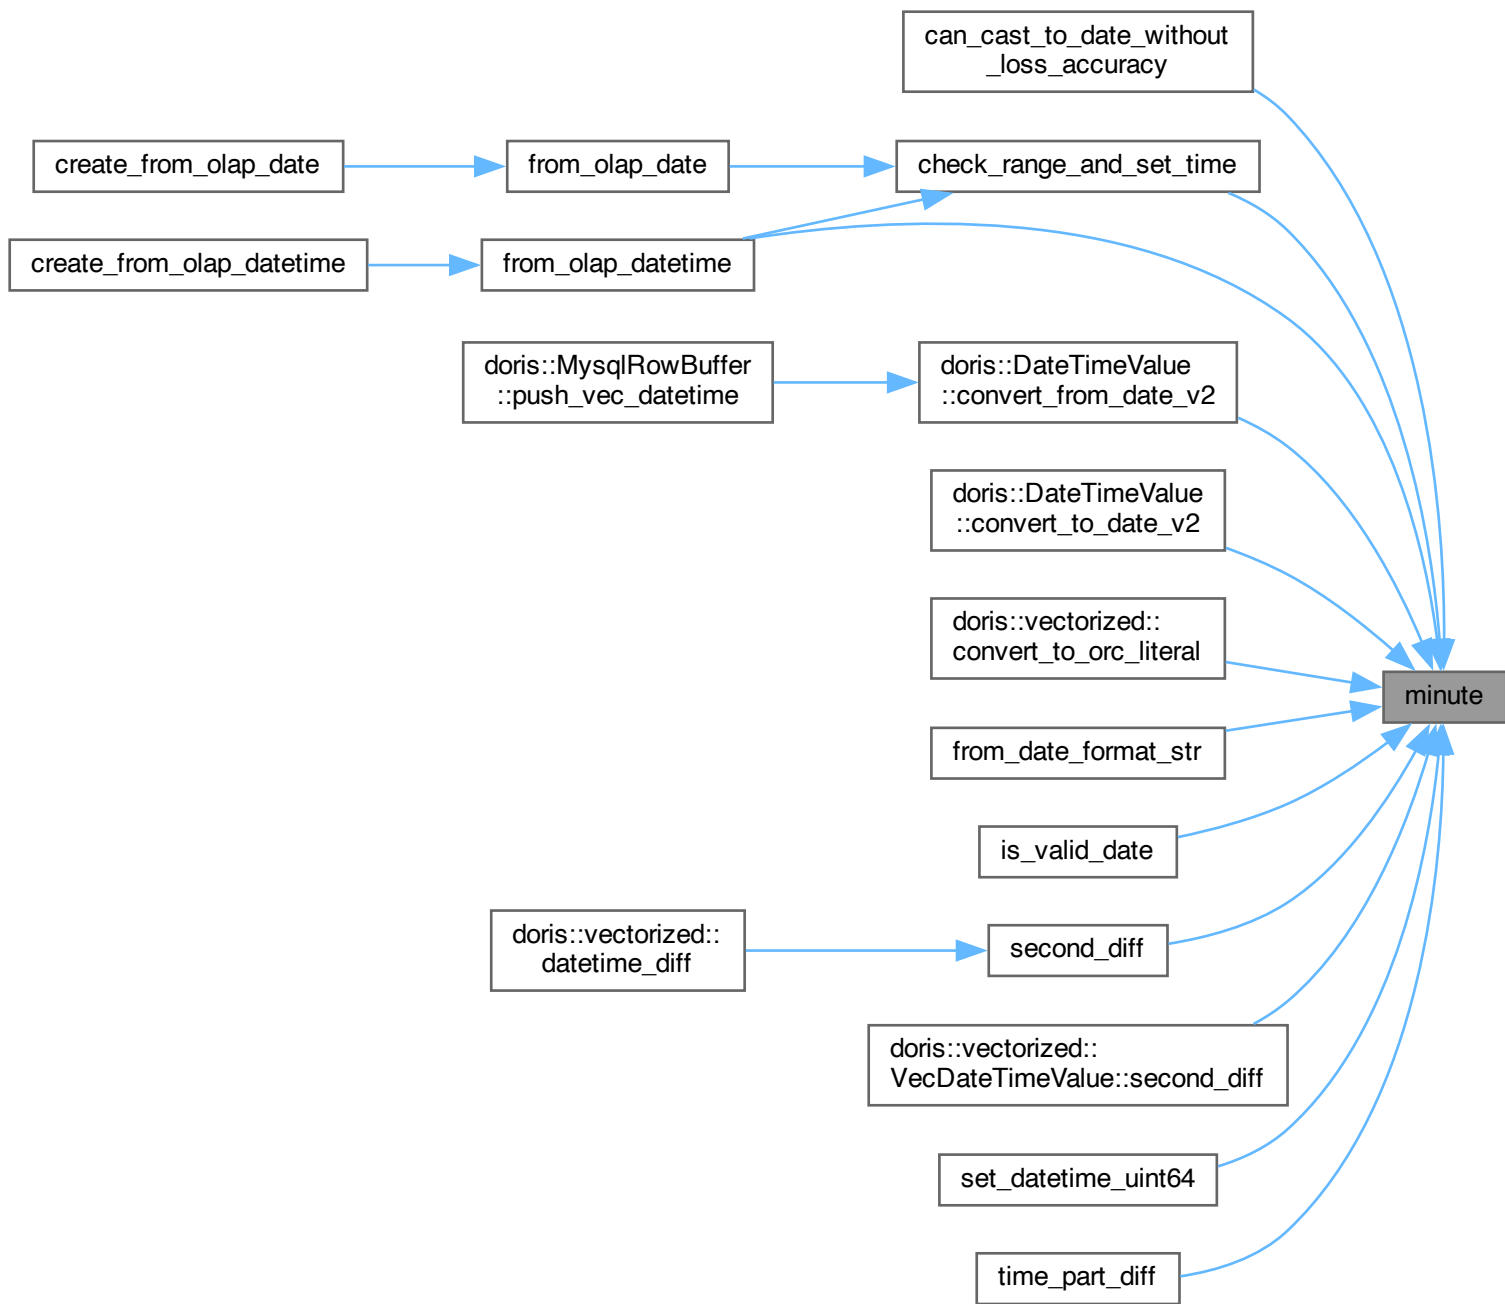 can_cast_to_date_without
_loss_accuracy
create_from_olap_date
from_olap_date
check_range_and_set_time
create_from_olap_datetime
from_olap_datetime
doris::MysqlRowBuffer
::push_vec_datetime
doris::DateTimeValue
::convert_from_date_v2
doris::DateTimeValue
::convert_to_date_v2
doris::vectorized::
convert_to_orc_literal
minute
from_date_format_str
is_valid_date
doris::vectorized::
datetime_diff
second_diff
doris::vectorized::
VecDateTimeValue::second_diff
set_datetime_uint64
time_part_diff